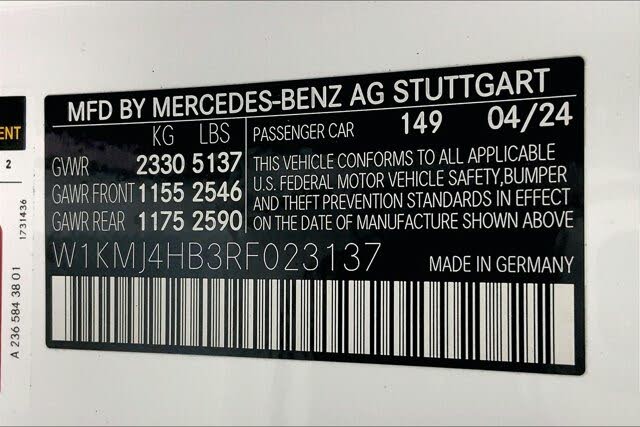 MFD BY MERCEDES-BENZ AG STUTTGART
KG LBS
PASSENGER CAR 149 04/24
GVWR 2330 5137
GAWR FRONT 1155 2546
GAWR REAR 1175 2590
THIS VEHICLE CONFORMS TO ALL APPLICABLE
U.S. FEDERAL MOTOR VEHICLE SAFETY,BUMPER
AND THEFT PREVENTION STANDARDS IN EFFECT
ON THE DATE OF MANUFACTURE SHOWN ABOVE
W1KMJ4HB3RF023137
MADE IN GERMANY
ENT
2
1731436
A 236 584 38 01